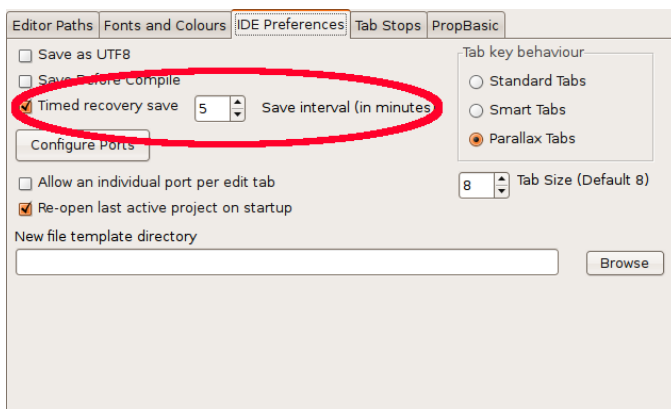 Editor Paths Fonts and Colours IDE Preferences Tab Stops PropBasic
Save as UTF8
Save Before Compile
Timed recovery save 5 Save interval (in minutes)
Configure Ports
Allow an individual port per edit tab
Re-open last active project on startup
New file template directory
Browse
Tab key behaviour
Standard Tabs
Smart Tabs
Parallax Tabs
8 Tab Size (Default 8)